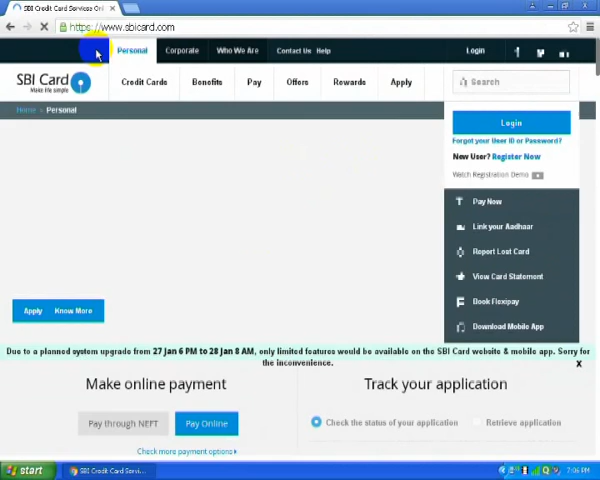 SBI Credit Card Services Onl
https://www.sbicard.com
Personal Corporate Who We Are Contact Us Help Login
SBI Card
Make life simple
Credit Cards Benefits Pay Offers Rewards Apply Search
Home > Personal
Login
Forgot your User ID or Password?
New User? Register Now
Watch Registration Demo
Pay Now
Link your Aadhaar
Report Lost Card
View Card Statement
Book Flexipay
Download Mobile App
Apply Know More
Due to a planned system upgrade from 27 Jan 6 PM to 28 Jan 8 AM, only limited features would be available on the SBI Card website & mobile app. Sorry for
the inconvenience.
x
Make online payment
Track your application
Pay through NEFT Pay Online
Check the status of your application Retrieve application
Check more payment options
start SBI Credit Card Servi... 7:06 PM